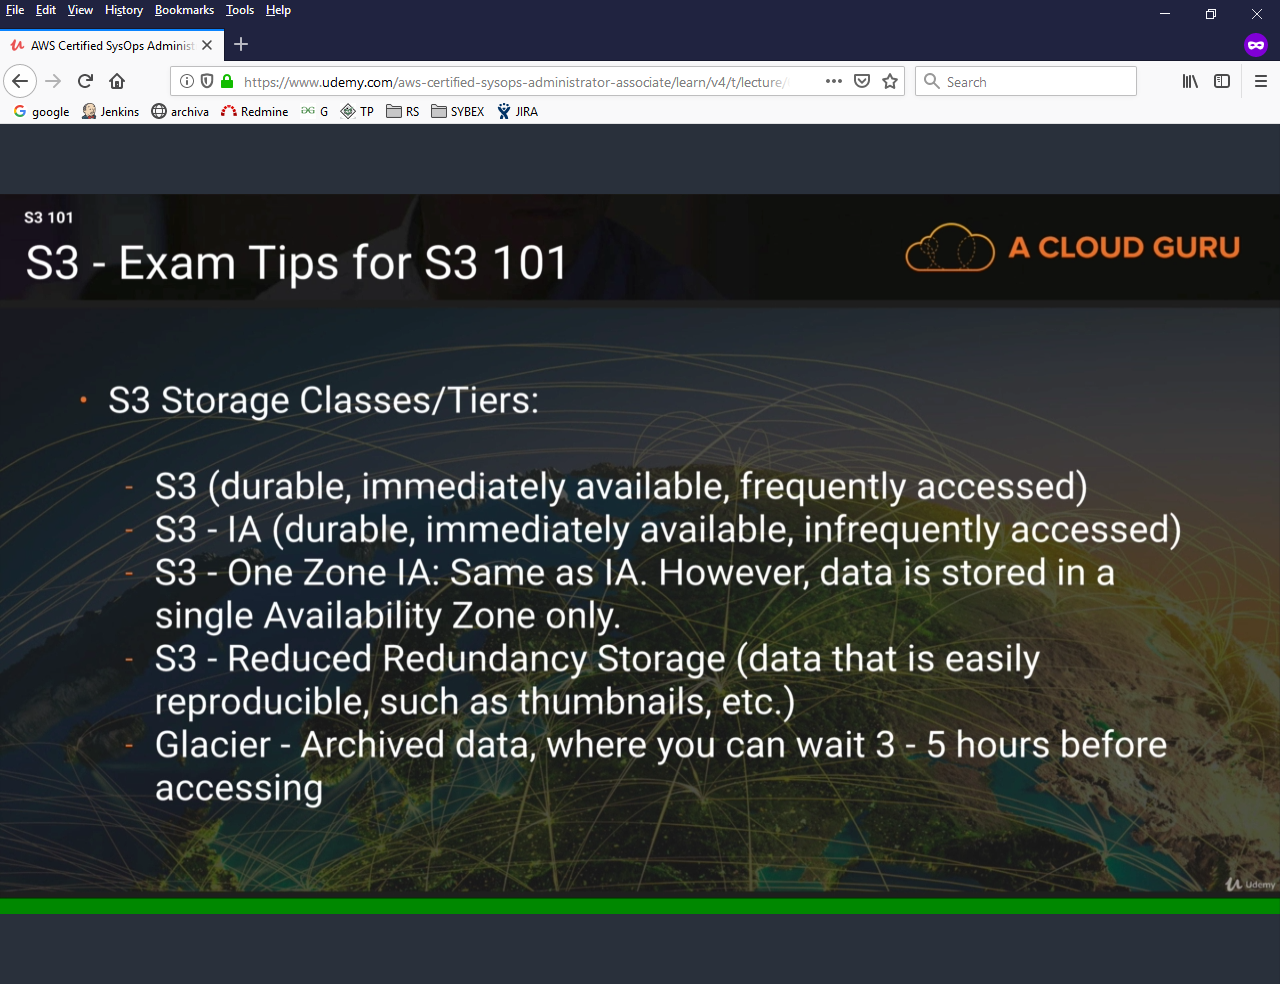 File Edit View History Bookmarks Tools Help
AWS Certified SysOps Adminis
https://www.udemy.com/aws-certified-sysops-administrator-associate/learn/v4/t/lecture/
Search
google Jenkins archiva Redmine G TP RS SYBEX JIRA
S3 101
S3 - Exam Tips for S3 101
A CLOUD GURU
• S3 Storage Classes/Tiers:
- S3 (durable, immediately available, frequently accessed)
- S3 - IA (durable, immediately available, infrequently accessed)
- S3 - One Zone IA: Same as IA. However, data is stored in a
single Availability Zone only.
- S3 - Reduced Redundancy Storage (data that is easily
reproducible, such as thumbnails, etc.)
- Glacier - Archived data, where you can wait 3 - 5 hours before
accessing
Udemy